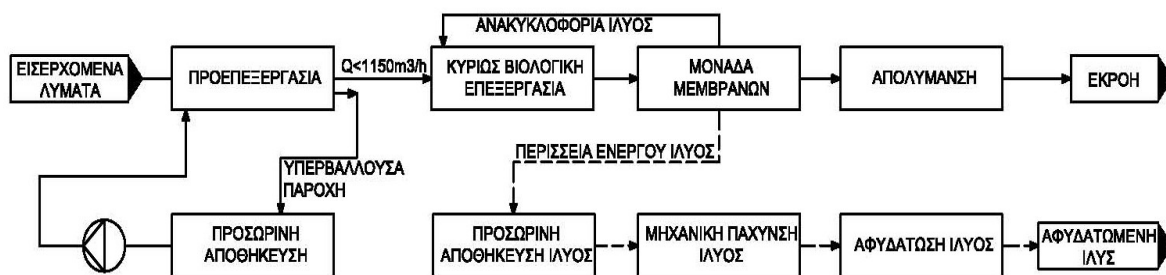 ΑΝΑΚΥΚΛΟΦΟΡΙΑ ΙΛΥΟΣ
ΕΙΣΕΡΧΟΜΕΝΑ
ΛΥΜΑΤΑ
ΠΡΟΕΠΕΞΕΡΓΑΣΙΑ
Q<1150m3/h
ΚΥΡΙΩΣ ΒΙΟΛΟΓΙΚΗ
ΕΠΕΞΕΡΓΑΣΙΑ
ΜΟΝΑΔΑ
ΜΕΜΒΡΑΝΩΝ
ΑΠΟΛΥΜΑΝΣΗ
ΕΚΡΟΗ
ΠΕΡΙΣΣΕΙΑ ΕΝΕΡΓΟΥ ΙΛΥΟΣ
ΥΠΕΡΒΑΛΛΟΥΣΑ
ΠΑΡΟΧΗ
ΠΡΟΣΩΡΙΝΗ
ΑΠΟΘΗΚΕΥΣΗ
ΠΡΟΣΩΡΙΝΗ
ΑΠΟΘΗΚΕΥΣΗ ΙΛΥΟΣ
ΜΗΧΑΝΙΚΗ ΠΑΧΥΝΣΗ
ΙΛΥΟΣ
ΑΦΥΔΑΤΩΣΗ ΙΛΥΟΣ
ΑΦΥΔΑΤΩΜΕΝΗ
ΙΛΥΣ